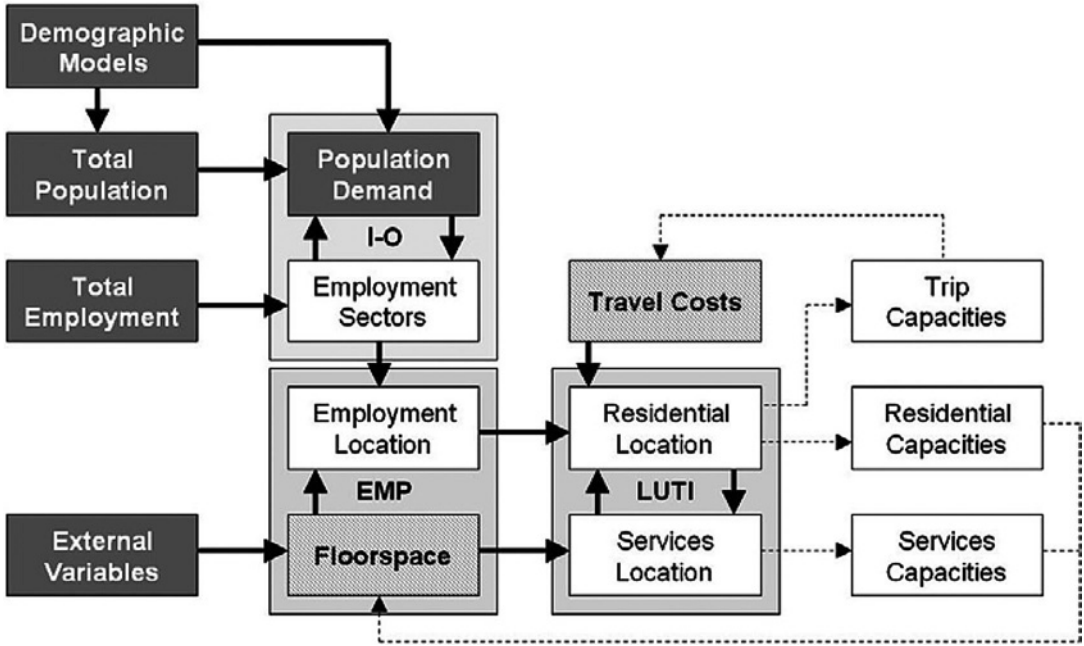 Demographic
Models
Total
Population
Population
Demand
I-O
Total
Employment
Employment
Sectors
Travel Costs
Trip
Capacities
Employment
Location
Residential
Location
Residential
Capacities
EMP
LUTI
External
Variables
Floorspace
Services
Location
Services
Capacities